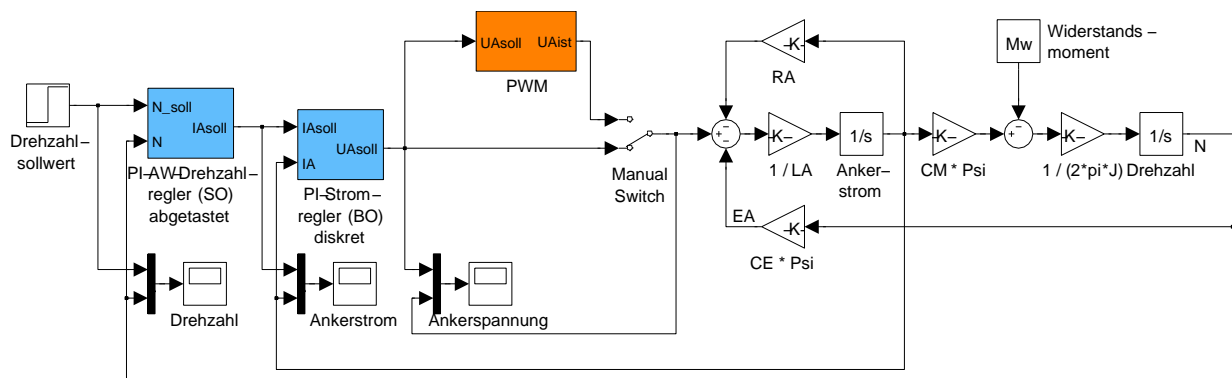 Drehzahl–
sollwert
N_soll
N
IAsoll
PI–AW–Drehzahl–
regler (SO)
abgetastet
IAsoll
IA
UAsoll
PI–Strom–
regler (BO)
diskret
UAsoll
UAist
PWM
Manual
Switch
–K–
RA
+
–
–
–K–
1 / LA
1/s
Anker–
strom
EA
–K–
CE * Psi
–K–
CM * Psi
Mw
Widerstands –
moment
+
–
–K–
1 / (2*pi*J)
1/s
Drehzahl
N
Drehzahl
Ankerstrom
Ankerspannung